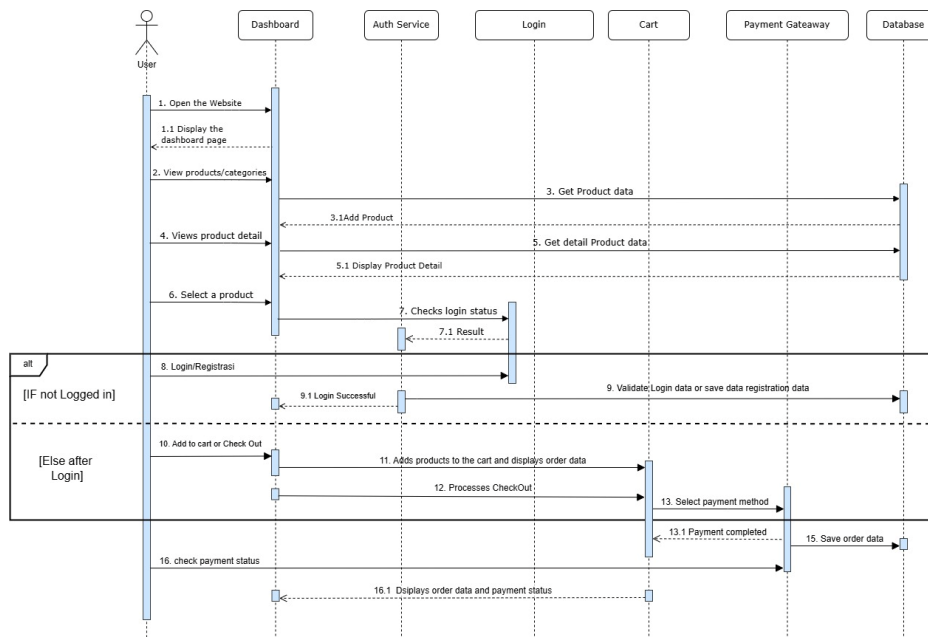 Dashboard
Auth Service
Login
Cart
Payment Gateaway
Database
User
1. Open the Website
1.1 Display the
dashboard page
2. View products/categories
3. Get Product data
3.1Add Product
4. Views product detail
5. Get detail Product data
5.1 Display Product Detail
6. Select a product
7. Checks login status
7.1 Result
alt
8. Login/Registrasi
[IF not Logged in]
9. Validate Login data or save data registration data
9.1 Login Successful
10. Add to cart or Check Out
[Else after
Login]
11. Adds products to the cart and displays order data
12. Processes CheckOut
13. Select payment method
13.1 Payment completed
15. Save order data
16. check payment status
16.1 Dsiplays order data and payment status